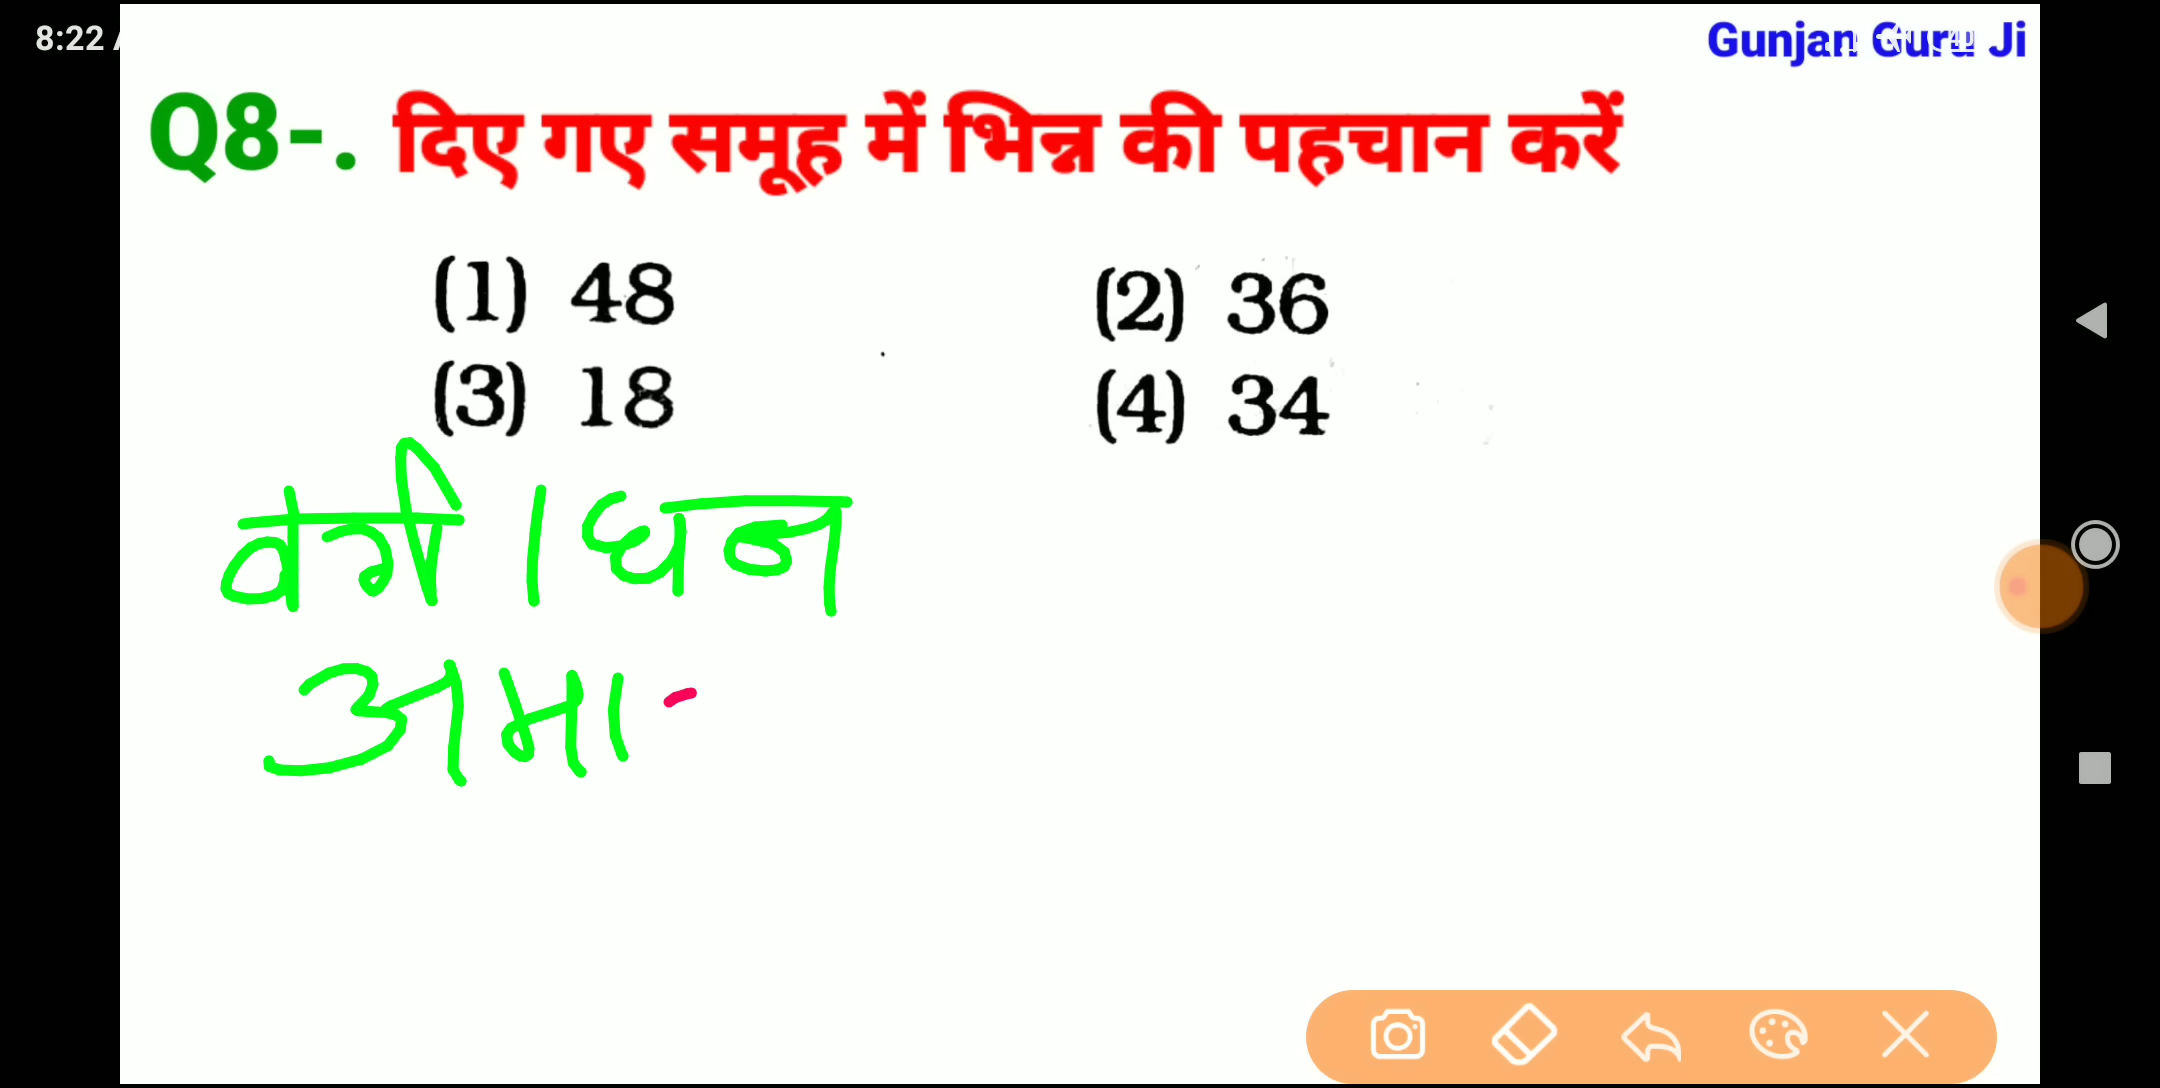 8:22
Gunjan Guru Ji
Q8-. दिए गए समूह में भिन्न की पहचान करें
(1) 48 (2) 36
(3) 18 (4) 34
वर्ग । घन
अभा